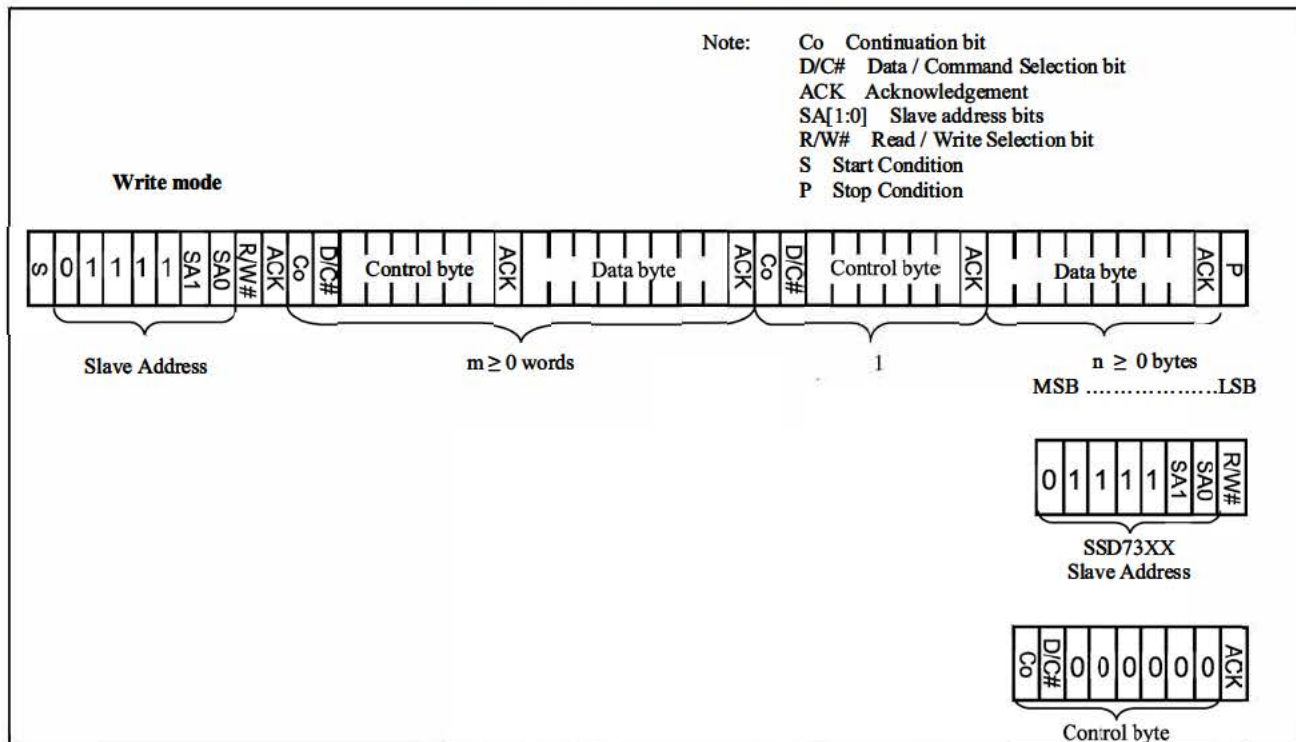 Note: Co Continuation bit
D/C# Data / Command Selection bit
ACK Acknowledgement
SA[1:0] Slave address bits
R/W# Read / Write Selection bit
S Start Condition
P Stop Condition
Write mode
S 0 1 1 1 1 SA1 SA0 R/W# ACK Co D/C# Control byte ACK Data byte ACK Co D/C# Control byte ACK Data byte ACK P
Slave Address m ≥ 0 words 1 n ≥ 0 bytes
MSB ....................LSB
0 1 1 1 1 SA1 SA0 R/W#
SSD73XX
Slave Address
Co D/C# 0 0 0 0 0 0 ACK
Control byte